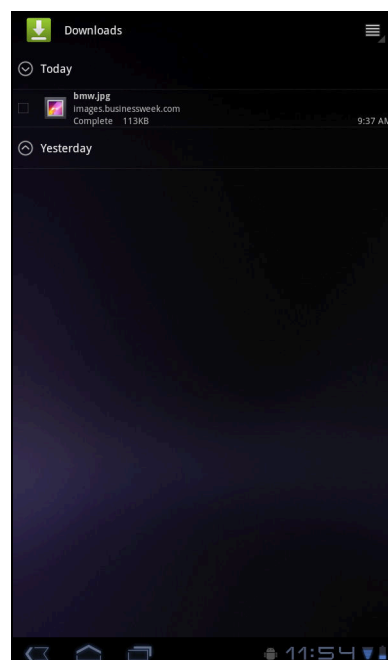 Downloads
Today
bmw.jpg
images.businessweek.com
Complete 113KB
9:37 AM
Yesterday
11:54